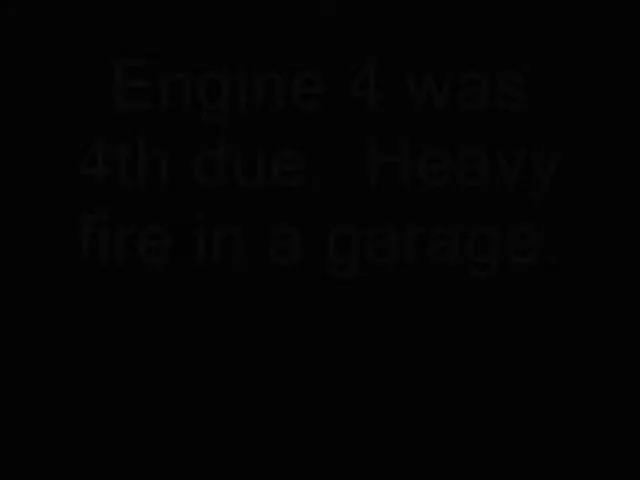 Engine 4 was
4th due. Heavy
fire in a garage.